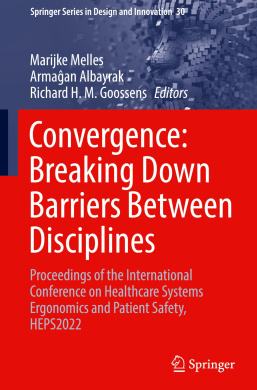 Springer Series in Design and Innovation 30
Marijke Melles
Armağan Albayrak
Richard H. M. Goossens Editors
Convergence:
Breaking Down
Barriers Between
Disciplines
Proceedings of the International
Conference on Healthcare Systems
Ergonomics and Patient Safety,
HEPS2022
Springer